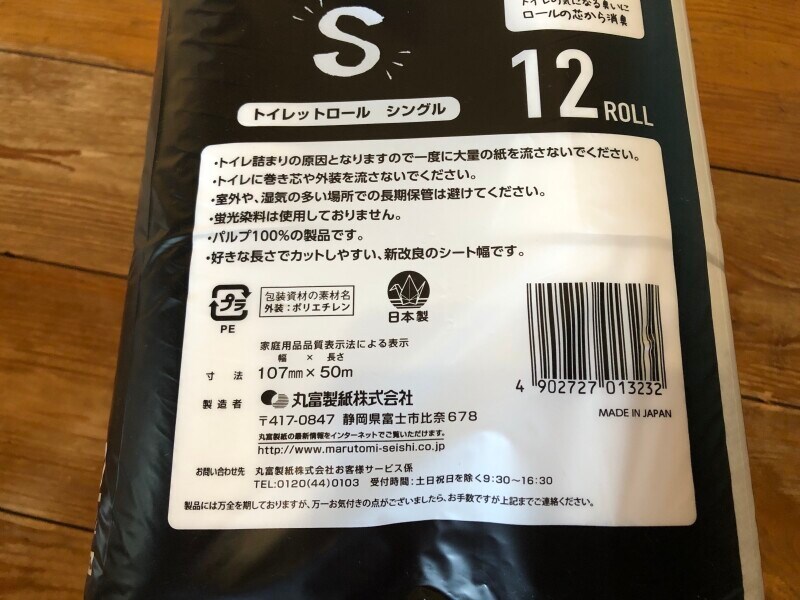 トイレの気になる臭いに
ロールの芯から消臭
S
12 ROLL
トイレットロール シングル
・トイレ詰まりの原因となりますので一度に大量の紙を流さないでください。
・トイレに巻き芯や外装を流さないでください。
・室外や、湿気の多い場所での長期保管は避けてください。
・蛍光染料は使用しておりません。
・パルプ100%の製品です。
・好きな長さでカットしやすい、新改良のシート幅です。
プラ
PE
包装資材の素材名
外装:ポリエチレン
日本製
家庭用品品質表示法による表示
幅 × 長さ
寸 法 107mm×50m
製造者 丸富製紙株式会社
〒417-0847 静岡県富士市比奈678
丸富製紙の最新情報をインターネットでご覧いただけます。
http://www.marutomi-seishi.co.jp
お問い合わせ先 丸富製紙株式会社お客様サービス係
TEL:0120(44)0103 受付時間:土日祝日を除く9:30~16:30
製品には万全を期しておりますが、万一お気付きの点がございましたら、お手数ですが上記までご連絡ください。
4 902727 013232
MADE IN JAPAN